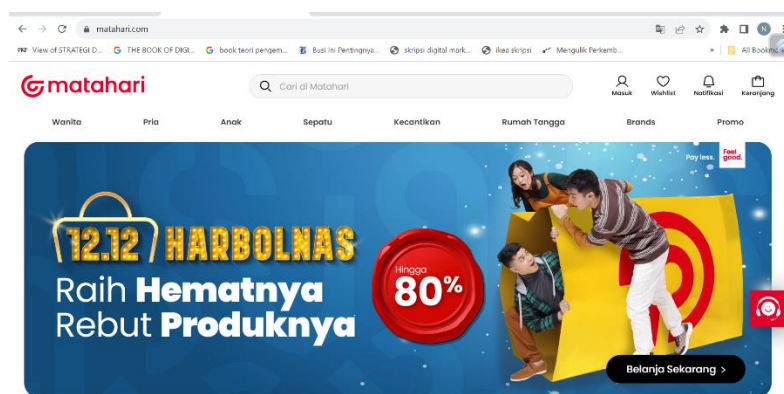 matahari.com
View of STRATEGI D... THE BOOK OF DIGI... book teori pengem... Busi Ini Pentingnya... skripsi digital mark... ikea skripsi Mengulik Perkemb... » All Bookma
matahari
Cari di Matahari
Masuk Wishlist Notifikasi Keranjang
Wanita Pria Anak Sepatu Kecantikan Rumah Tangga Brands Promo
Pay less. Feel good.
12.12 HARBOLNAS
Raih Hematnya
Rebut Produknya
Hingga
80%
Belanja Sekarang >